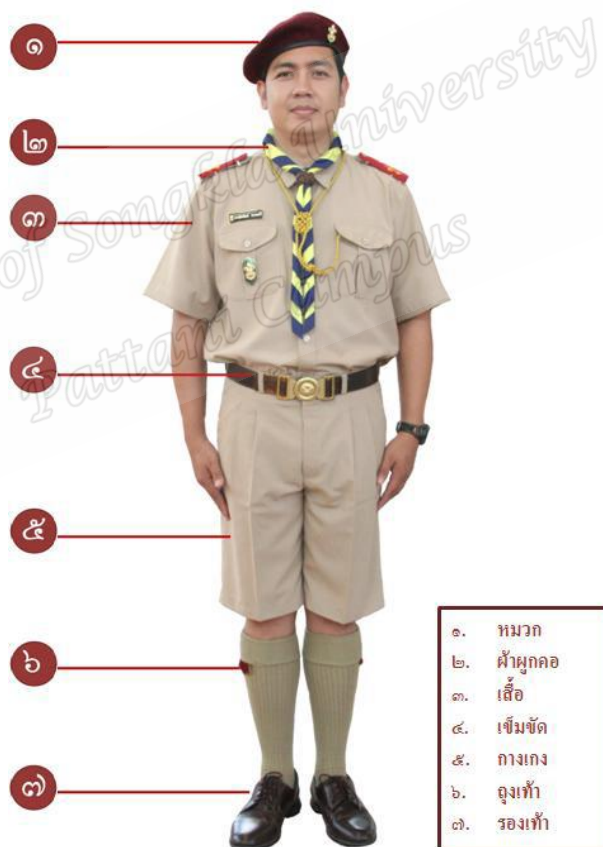 of Songkla University
Pattani Campus
๑
๒
๓
๔
๕
๖
๗
๑. หมวก
๒. ผ้าผูกคอ
๓. เสื้อ
๔. เข็มขัด
๕. กางเกง
๖. ถุงเท้า
๗. รองเท้า